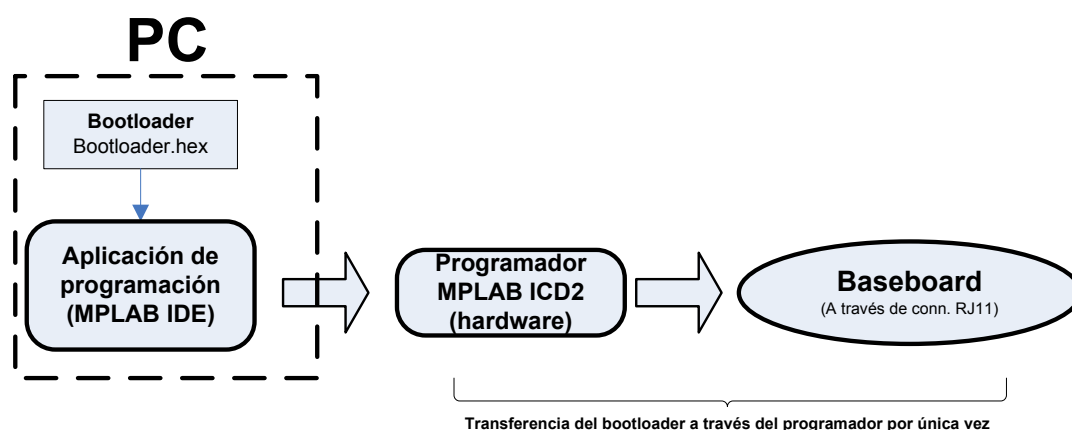 PC
Bootloader
Bootloader.hex
Aplicación de
programación
(MPLAB IDE)
Programador
MPLAB ICD2
(hardware)
Baseboard
(A través de conn. RJ11)
Transferencia del bootloader a través del programador por única vez